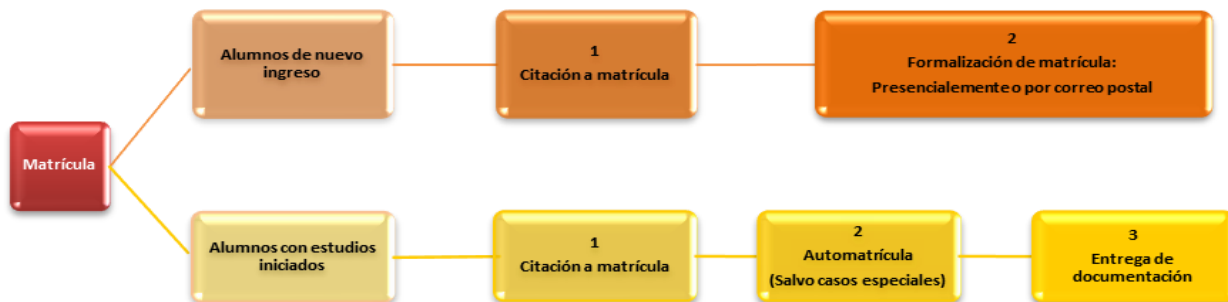 Matrícula
Alumnos de nuevo
ingreso
1
Citación a matrícula
2
Formalización de matrícula:
Presencialemente o por correo postal
Alumnos con estudios
iniciados
1
Citación a matrícula
2
Automatrícula
(Salvo casos especiales)
3
Entrega de
documentación